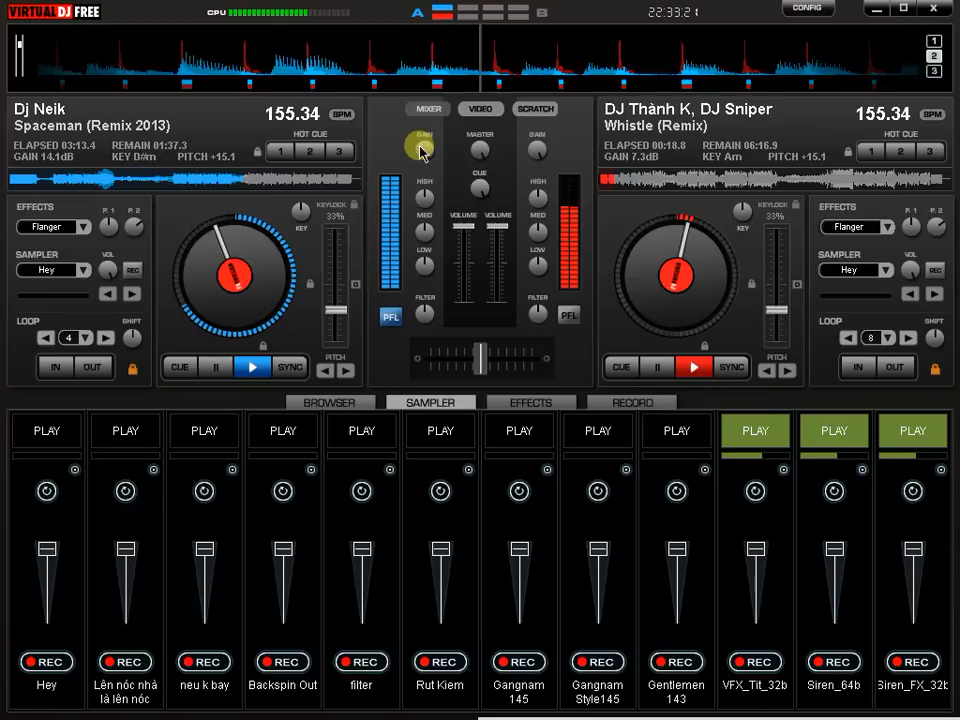 VIRTUAL DJ FREE
CPU
A
B
22:33:21
CONFIG
1
2
3
Dj Neik
Spaceman (Remix 2013)
155.34 BPM
HOT CUE
ELAPSED 03:13.4 REMAIN 01:37.3
GAIN 14.1dB KEY D#m PITCH +15.1
1 2 3
MIXER VIDEO SCRATCH
GAIN MASTER GAIN
CUE
HIGH HIGH
MED MED
VOLUME VOLUME
LOW LOW
FILTER FILTER
PFL PFL
DJ Thành K, DJ Sniper
Whistle (Remix)
155.34 BPM
HOT CUE
ELAPSED 00:18.8 REMAIN 06:16.9
GAIN 7.3dB KEY Am PITCH +15.1
1 2 3
EFFECTS P. 1 P. 2
Flanger
SAMPLER VOL
Hey REC
LOOP SHIFT
4
IN OUT
KEYLOCK
33%
KEY
CUE SYNC
PITCH
KEYLOCK
33%
KEY
CUE SYNC
PITCH
EFFECTS P. 1 P. 2
Flanger
SAMPLER VOL
Hey REC
LOOP SHIFT
8
IN OUT
BROWSER SAMPLER EFFECTS RECORD
PLAY PLAY PLAY PLAY PLAY PLAY PLAY PLAY PLAY PLAY PLAY PLAY
REC REC REC REC REC REC REC REC REC REC REC REC
Hey
Lên nóc nhà
là lên nóc
neu k bay
Backspin Out
filter
Rut Kiem
Gangnam
145
Gangnam
Style145
Gentlemen
143
VFX_Tit_32b
Siren_64b
Siren_FX_32b